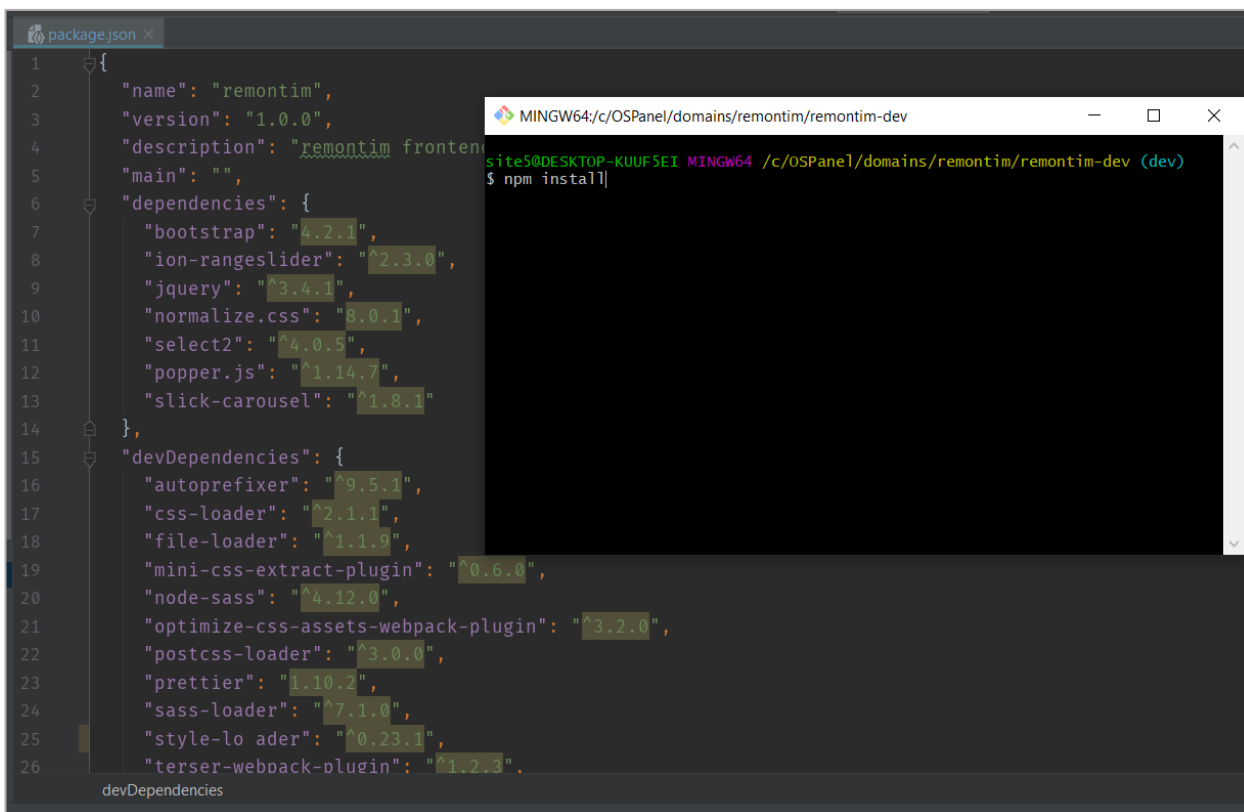 package.json ×
1 {
2 "name": "remontim",
3 "version": "1.0.0",
4 "description": "remontim frontend
5 "main": "",
6 "dependencies": {
7 "bootstrap": "4.2.1",
8 "ion-rangeslider": "^2.3.0",
9 "jquery": "^3.4.1",
10 "normalize.css": "8.0.1",
11 "select2": "^4.0.5",
12 "popper.js": "^1.14.7",
13 "slick-carousel": "^1.8.1"
14 },
15 "devDependencies": {
16 "autoprefixer": "^9.5.1",
17 "css-loader": "^2.1.1",
18 "file-loader": "^1.1.9",
19 "mini-css-extract-plugin": "^0.6.0",
20 "node-sass": "^4.12.0",
21 "optimize-css-assets-webpack-plugin": "^3.2.0",
22 "postcss-loader": "^3.0.0",
23 "prettier": "1.10.2",
24 "sass-loader": "^7.1.0",
25 "style-lo ader": "^0.23.1",
26 "terser-webpack-plugin": "^1.2.3",
devDependencies
MINGW64:/c/OSPanel/domains/remontim/remontim-dev
site5@DESKTOP-KUUF5EI MINGW64 /c/OSPanel/domains/remontim/remontim-dev (dev)
$ npm install